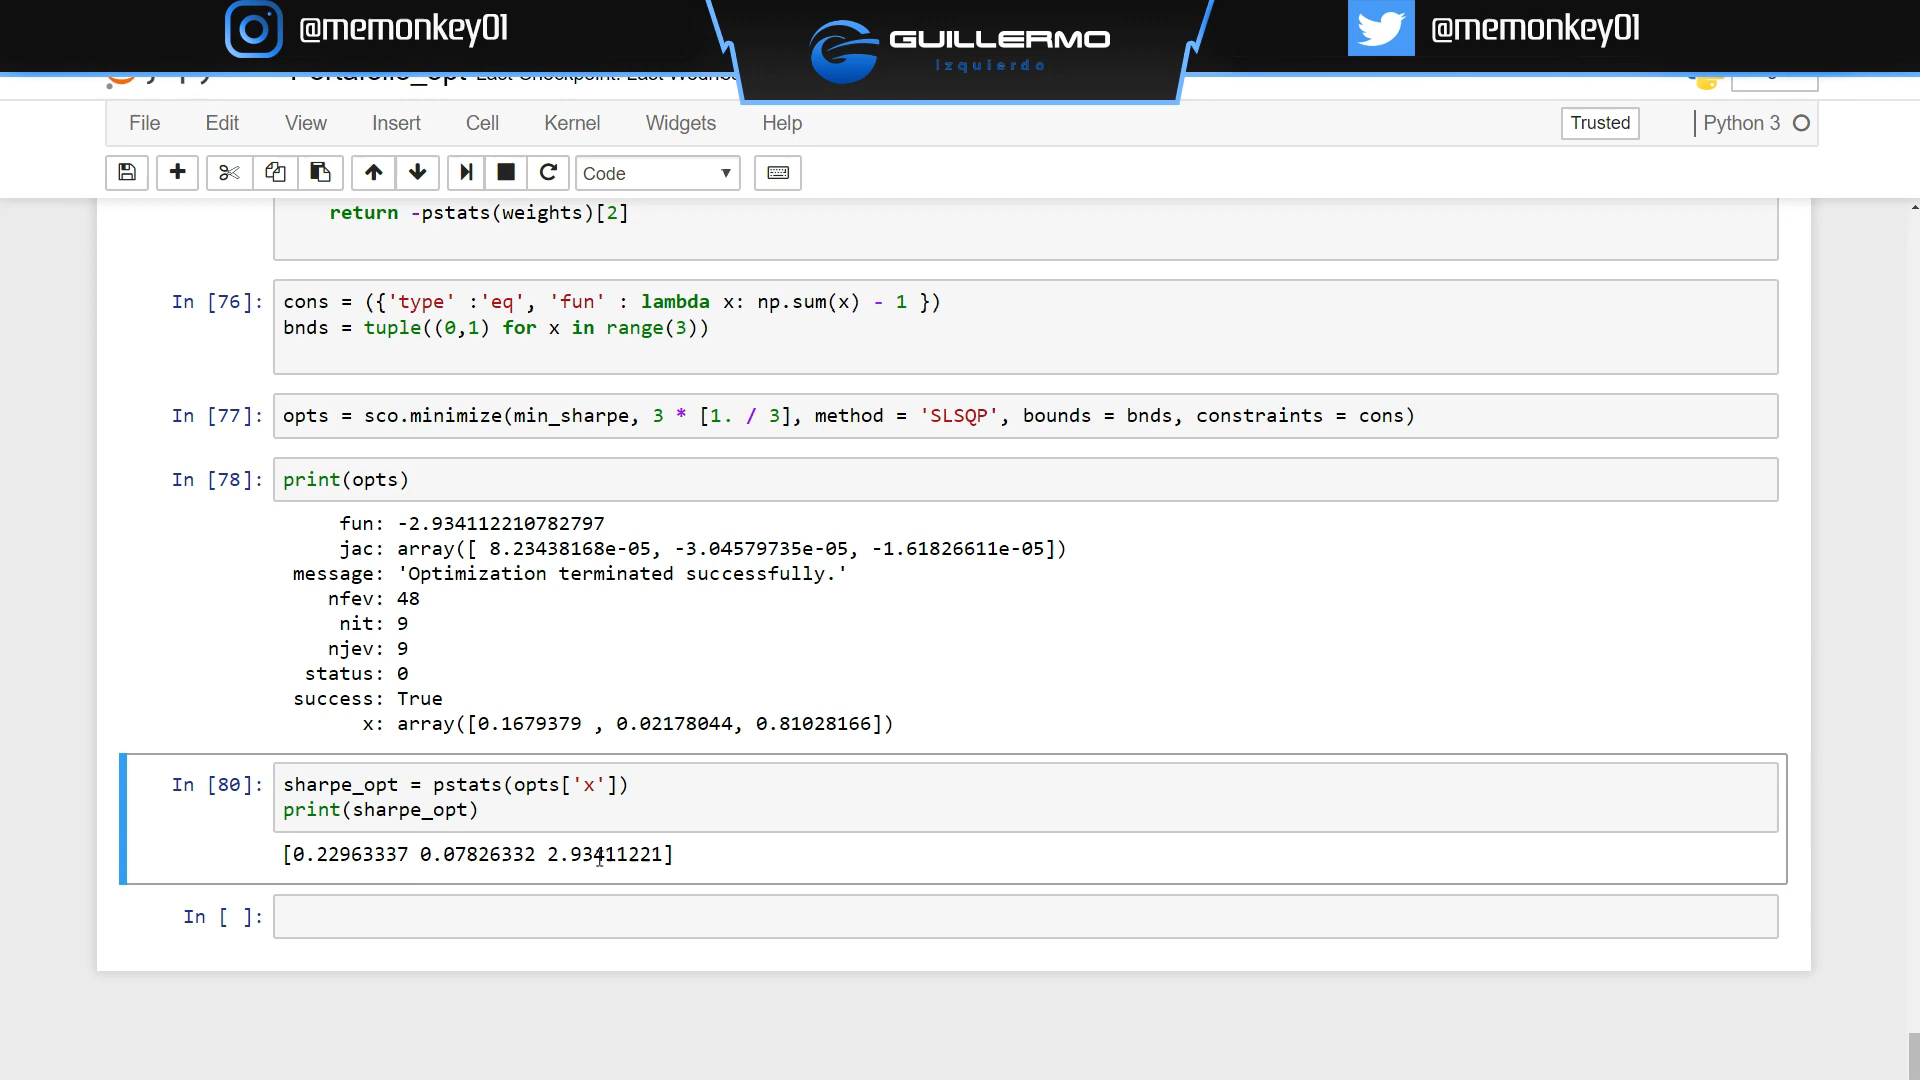 @memonkey01
GUILLERMO
Izquierdo
@memonkey01
Portafolio_opt Last Checkpoint: Last Wednes
File Edit View Insert Cell Kernel Widgets Help
Trusted
Python 3
Code
return -pstats(weights)[2]
In [76]: cons = ({'type' :'eq', 'fun' : lambda x: np.sum(x) - 1 })
bnds = tuple((0,1) for x in range(3))
In [77]: opts = sco.minimize(min_sharpe, 3 * [1. / 3], method = 'SLSQP', bounds = bnds, constraints = cons)
In [78]: print(opts)
fun: -2.934112210782797
jac: array([ 8.23438168e-05, -3.04579735e-05, -1.61826611e-05])
message: 'Optimization terminated successfully.'
nfev: 48
nit: 9
njev: 9
status: 0
success: True
x: array([0.1679379 , 0.02178044, 0.81028166])
In [80]: sharpe_opt = pstats(opts['x'])
print(sharpe_opt)
[0.22963337 0.07826332 2.93411221]
In [ ]: